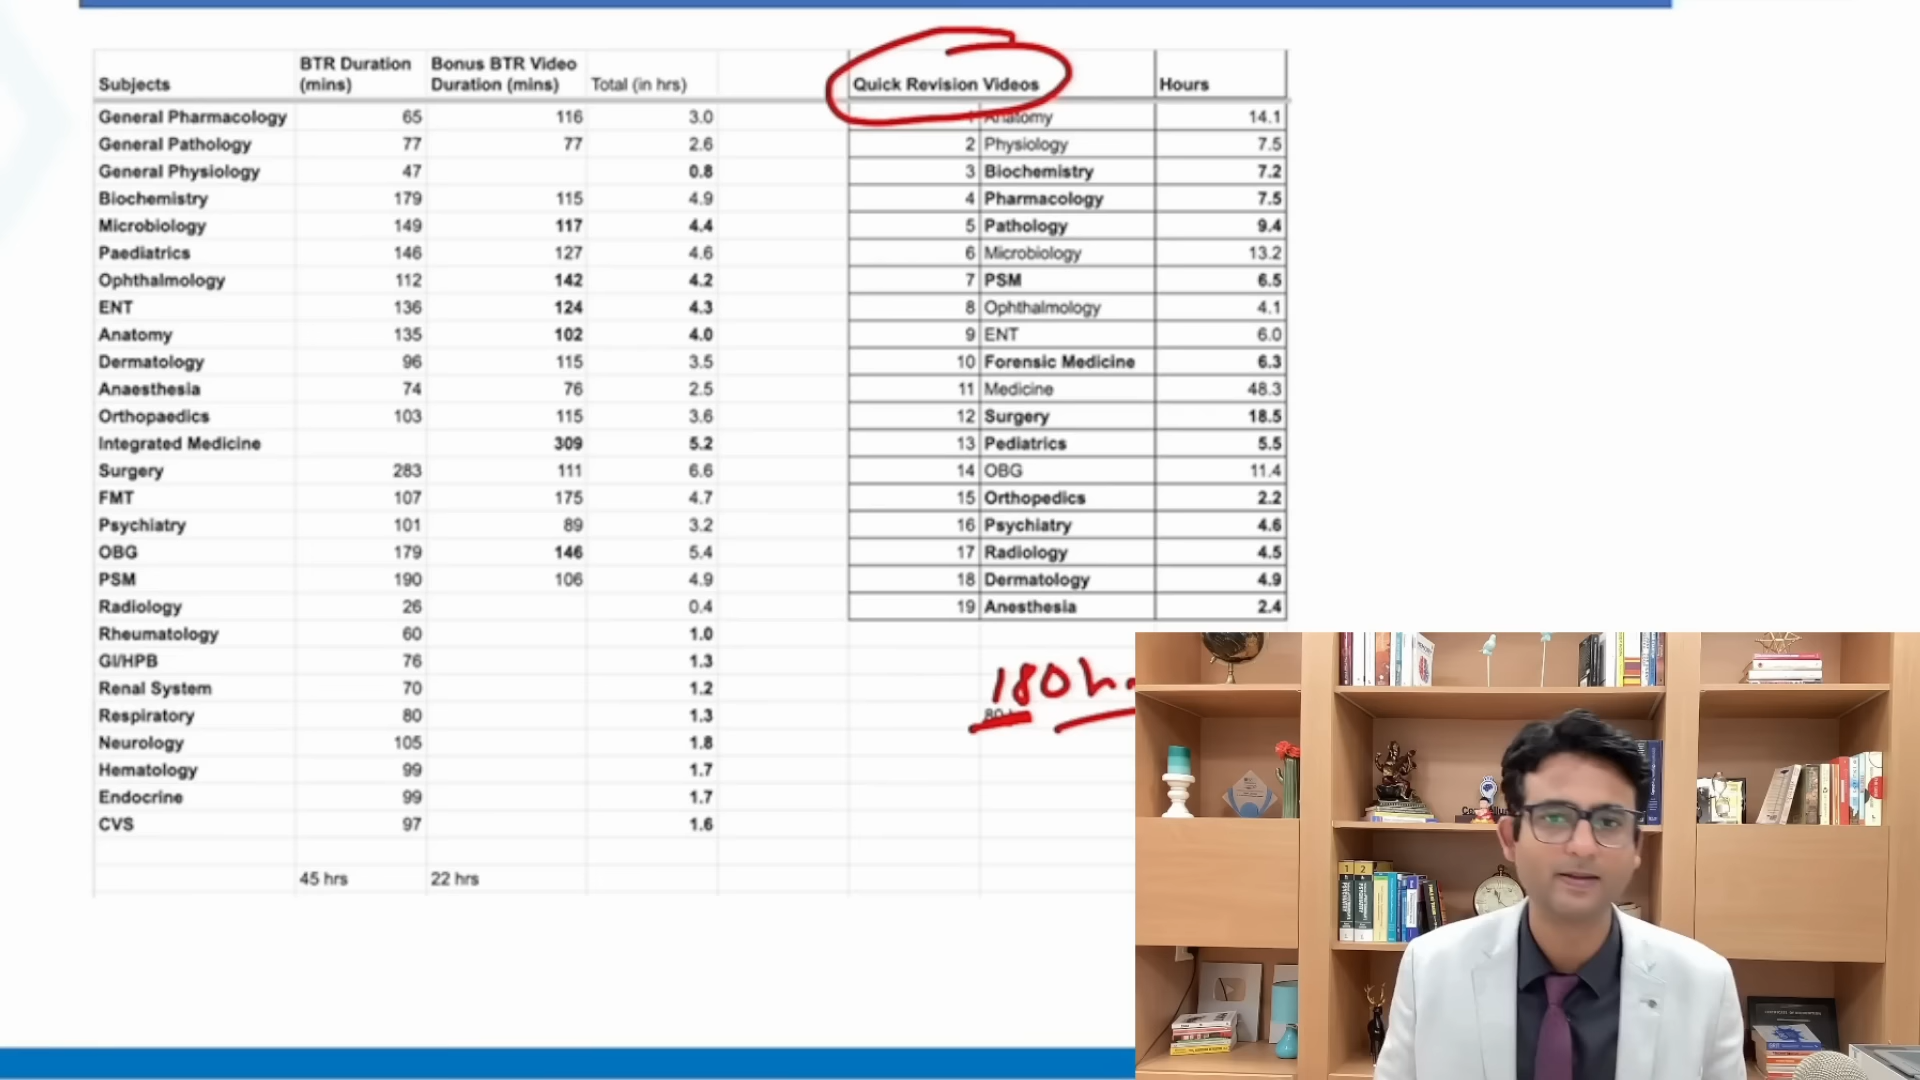 Subjects BTR Duration (mins) Bonus BTR Video Duration (mins) Total (in hrs)
General Pharmacology 65 116 3.0
General Pathology 77 77 2.6
General Physiology 47 0.8
Biochemistry 179 115 4.9
Microbiology 149 117 4.4
Paediatrics 146 127 4.6
Ophthalmology 112 142 4.2
ENT 136 124 4.3
Anatomy 135 102 4.0
Dermatology 96 115 3.5
Anaesthesia 74 76 2.5
Orthopaedics 103 115 3.6
Integrated Medicine 309 5.2
Surgery 283 111 6.6
FMT 107 175 4.7
Psychiatry 101 89 3.2
OBG 179 146 5.4
PSM 190 106 4.9
Radiology 26 0.4
Rheumatology 60 1.0
GI/HPB 76 1.3
Renal System 70 1.2
Respiratory 80 1.3
Neurology 105 1.8
Hematology 99 1.7
Endocrine 99 1.7
CVS 97 1.6
45 hrs 22 hrs
Quick Revision Videos Hours
1 Anatomy 14.1
2 Physiology 7.5
3 Biochemistry 7.2
4 Pharmacology 7.5
5 Pathology 9.4
6 Microbiology 13.2
7 PSM 6.5
8 Ophthalmology 4.1
9 ENT 6.0
10 Forensic Medicine 6.3
11 Medicine 48.3
12 Surgery 18.5
13 Pediatrics 5.5
14 OBG 11.4
15 Orthopedics 2.2
16 Psychiatry 4.6
17 Radiology 4.5
18 Dermatology 4.9
19 Anesthesia 2.4
180 h